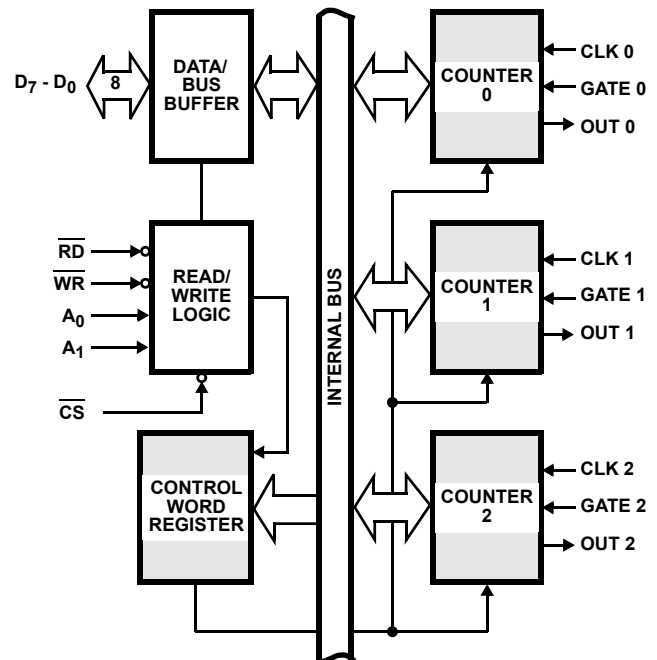 D7 - D0
8
DATA/
BUS
BUFFER
RD
WR
A0
A1
CS
READ/
WRITE
LOGIC
CONTROL
WORD
REGISTER
INTERNAL BUS
COUNTER
0
CLK 0
GATE 0
OUT 0
COUNTER
1
CLK 1
GATE 1
OUT 1
COUNTER
2
CLK 2
GATE 2
OUT 2